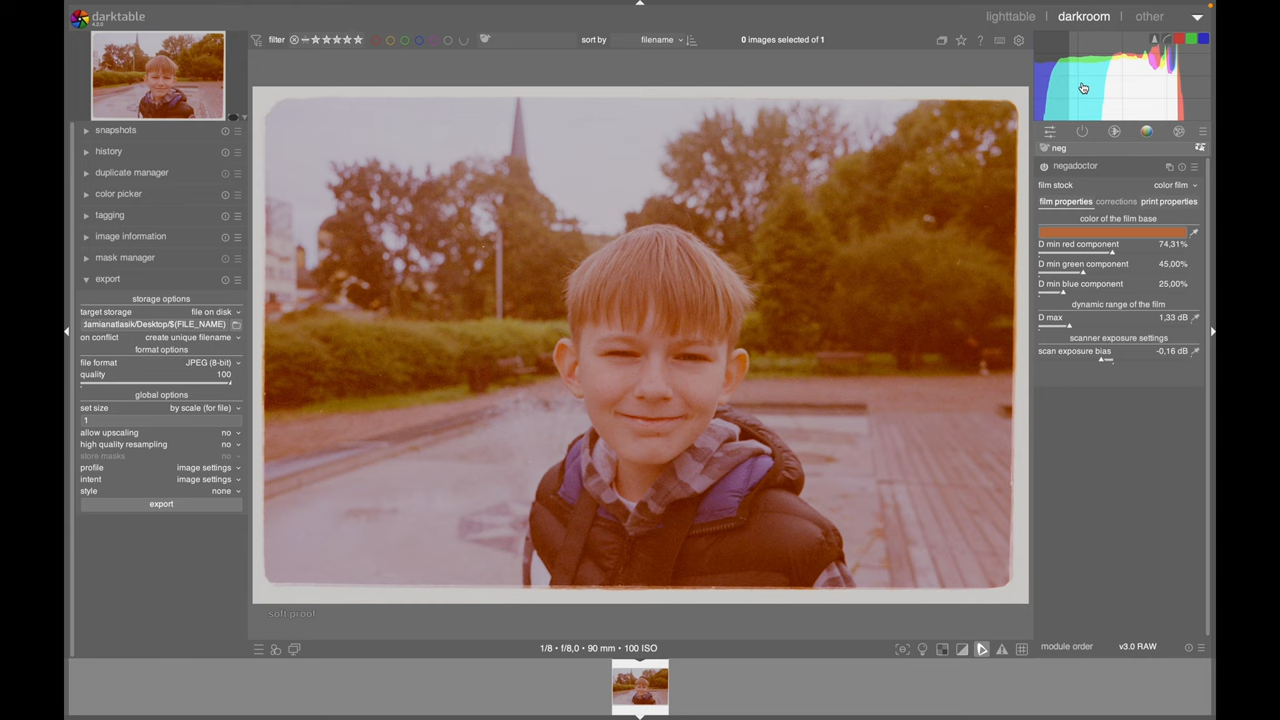 darktable
4.2.0
lighttable | darkroom | other
filter
sort by filename
0 images selected of 1
snapshots
history
duplicate manager
color picker
tagging
image information
mask manager
export
storage options
target storage file on disk
damianatlasik/Desktop/$(FILE_NAME)
on conflict create unique filename
format options
file format JPEG (8-bit)
quality 100
global options
set size by scale (for file)
1
allow upscaling no
high quality resampling no
store masks no
profile image settings
intent image settings
style none
export
soft proof
1/8 • f/8,0 • 90 mm • 100 ISO
neg
negadoctor
film stock color film
film properties corrections print properties
color of the film base
D min red component 74,31%
D min green component 45,00%
D min blue component 25,00%
dynamic range of the film
D max 1,33 dB
scanner exposure settings
scan exposure bias -0,16 dB
module order v3.0 RAW